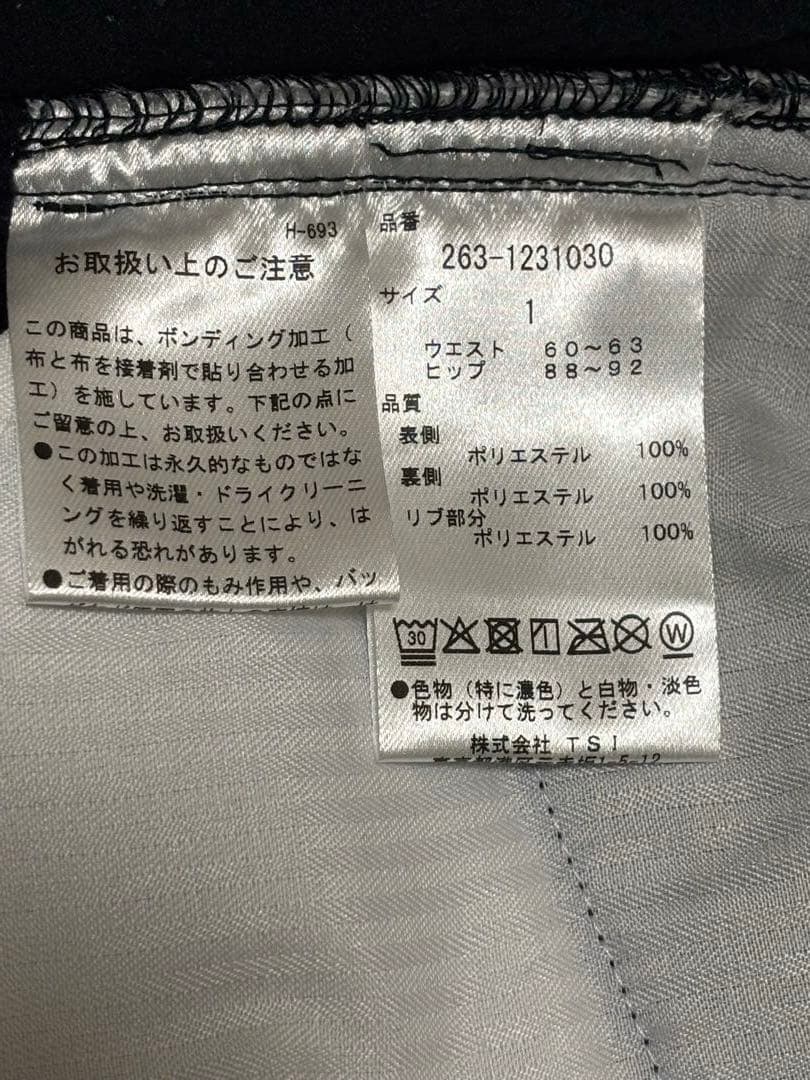 H-693
お取扱い上のご注意
この商品は、ボンディング加工（
布と布を接着剤で貼り合わせる加
工）を施しています。下記の点に
ご留意の上、お取扱いください。
●この加工は永久的なものではな
く着用や洗濯・ドライクリーニ
ングを繰り返すことにより、は
がれる恐れがあります。
●ご着用の際のもみ作用や、バッ
品番
263-1231030
サイズ
1
ウエスト 60～63
ヒップ 88～92
品質
表側
ポリエステル 100%
裏側
ポリエステル 100%
リブ部分
ポリエステル 100%
30
W
●色物（特に濃色）と白物・淡色
物は分けて洗ってください。
株式会社 TSI